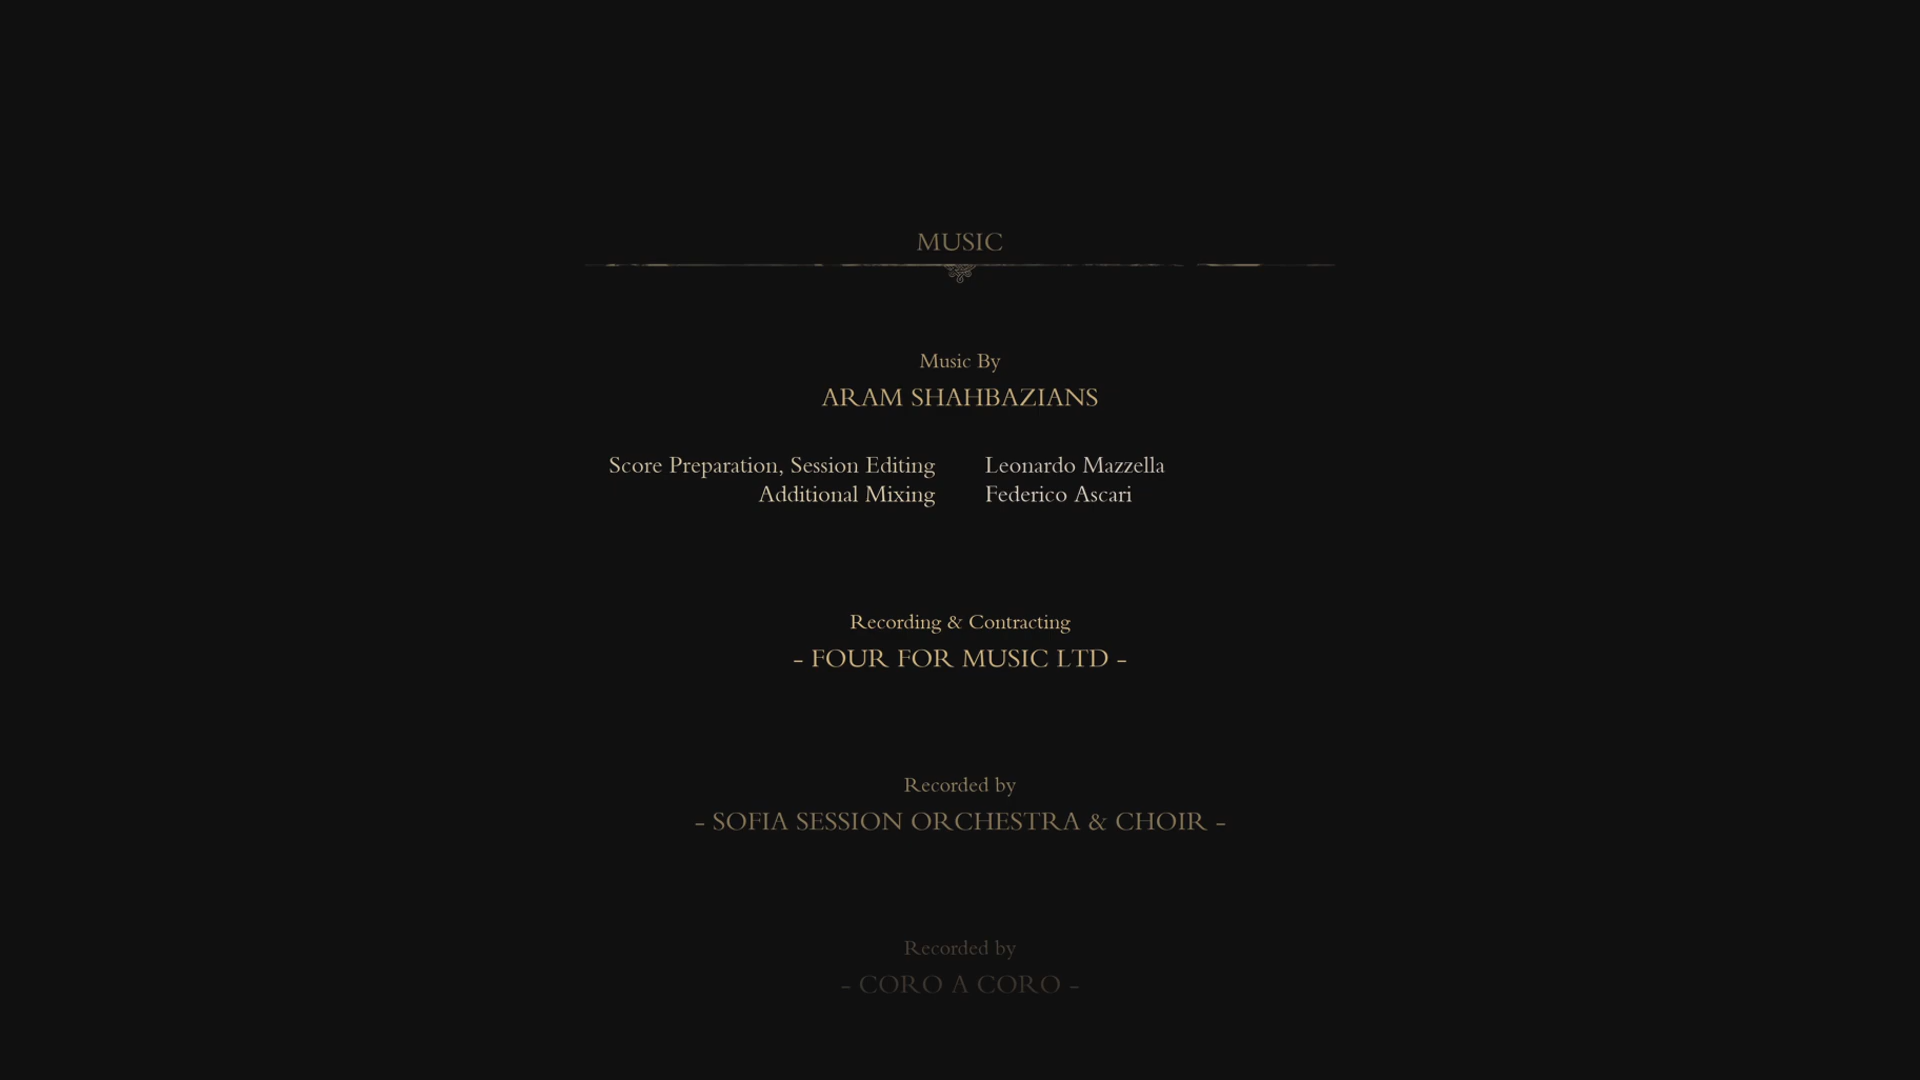 MUSIC
Music By
ARAM SHAHBAZIANS
Score Preparation, Session Editing Leonardo Mazzella
Additional Mixing Federico Ascari
Recording & Contracting
- FOUR FOR MUSIC LTD -
Recorded by
- SOFIA SESSION ORCHESTRA & CHOIR -
Recorded by
- CORO A CORO -